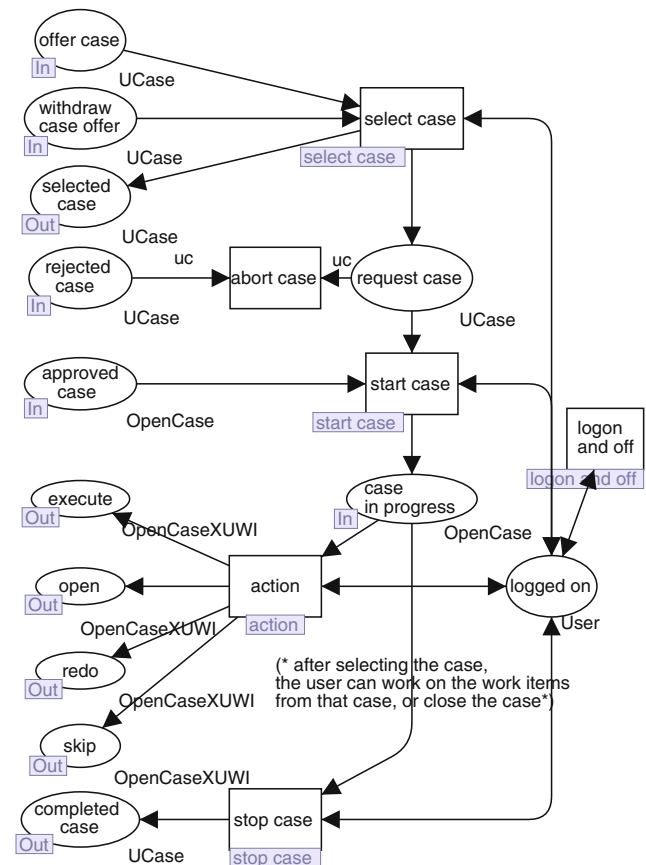 offer case
In
UCase
withdraw
case offer
In
select case
select case
UCase
selected
case
Out
UCase
rejected
case
In
uc
abort case
uc
request case
UCase
UCase
approved
case
In
OpenCase
start case
start case
logon
and off
logon and off
case
in progress
In
OpenCase
execute
Out
OpenCaseXUWI
open
Out
action
action
logged on
User
OpenCaseXUWI
redo
Out
(* after selecting the case,
the user can work on the work items
from that case, or close the case*)
OpenCaseXUWI
skip
Out
OpenCaseXUWI
completed
case
Out
UCase
stop case
stop case